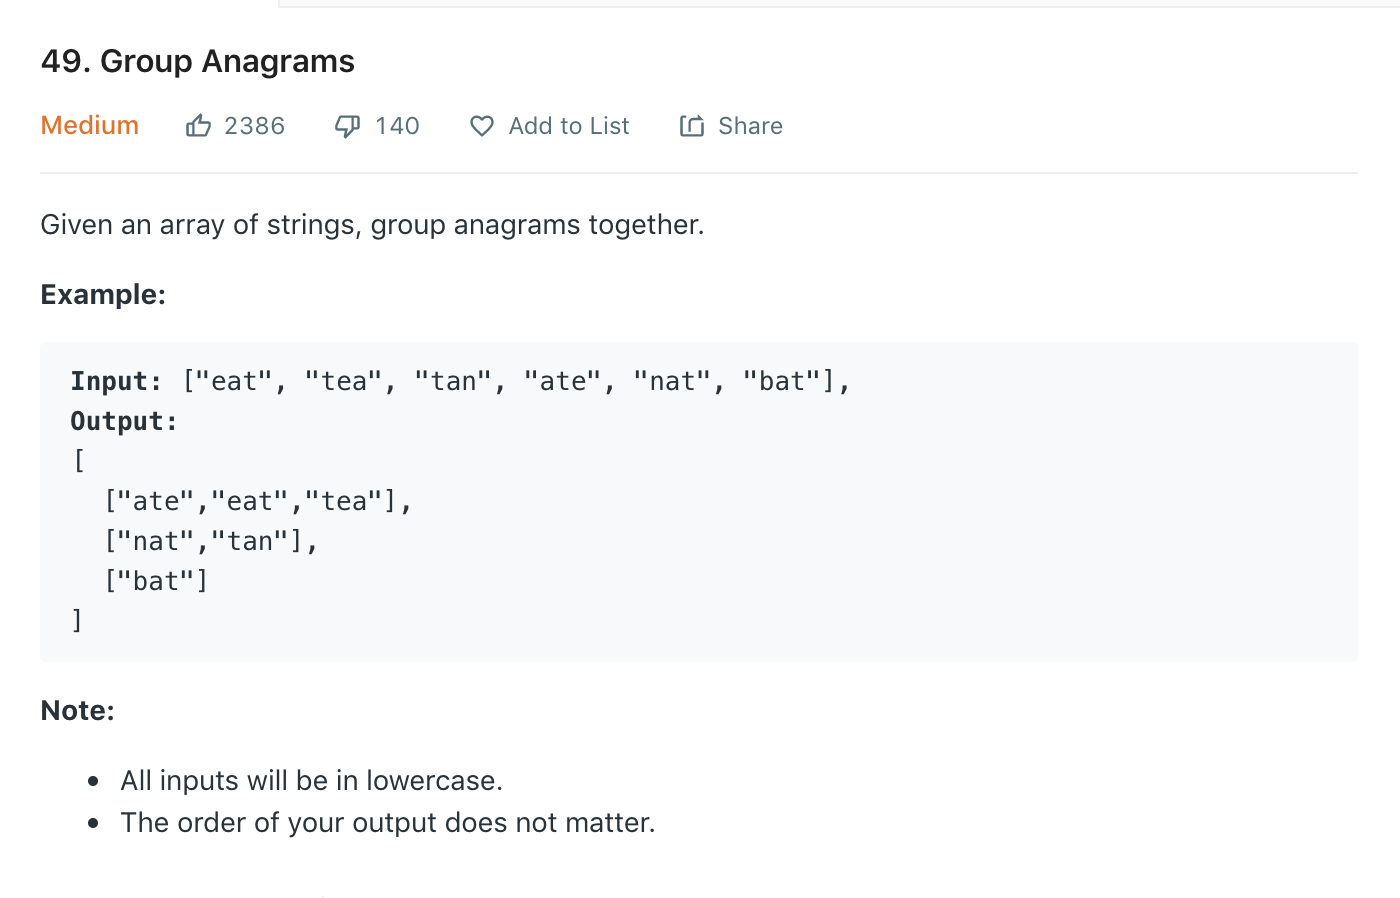 49. Group Anagrams
Medium 2386 140 Add to List Share
Given an array of strings, group anagrams together.
Example:
Input: ["eat", "tea", "tan", "ate", "nat", "bat"],
Output:
[
  ["ate","eat","tea"],
  ["nat","tan"],
  ["bat"]
]
Note:
• All inputs will be in lowercase.
• The order of your output does not matter.